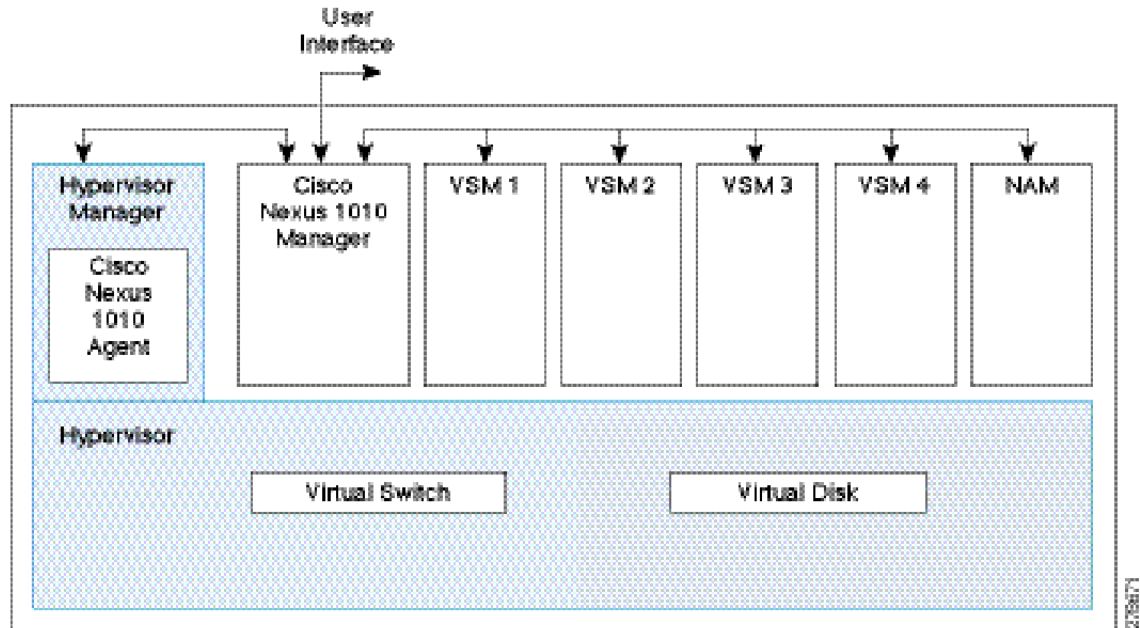 User
Interface
Hypervisor
Manager
Cisco
Nexus 1010
Manager
VSM 1
VSM 2
VSM 3
VSM 4
NAM
Cisco
Nexus
1010
Agent
Hypervisor
Virtual Switch
Virtual Disk